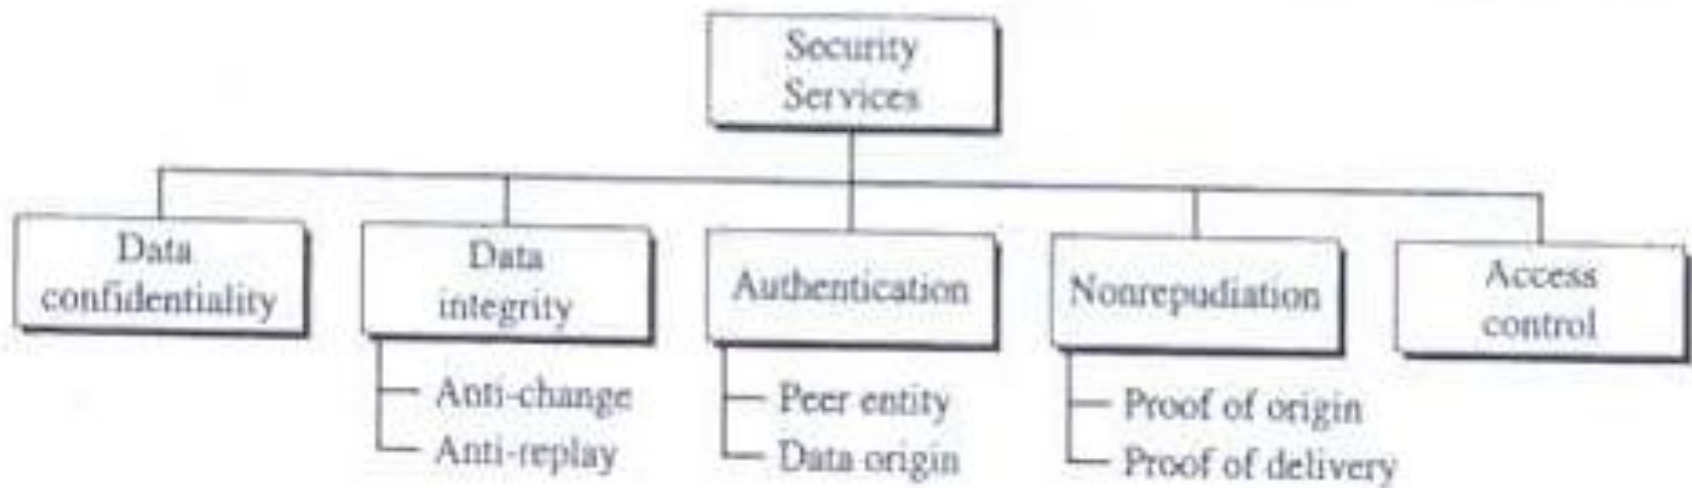 Security
Services
Data
confidentiality
Data
integrity
Authentication
Nonrepudiation
Access
control
Anti-change
Anti-replay
Peer entity
Data origin
Proof of origin
Proof of delivery